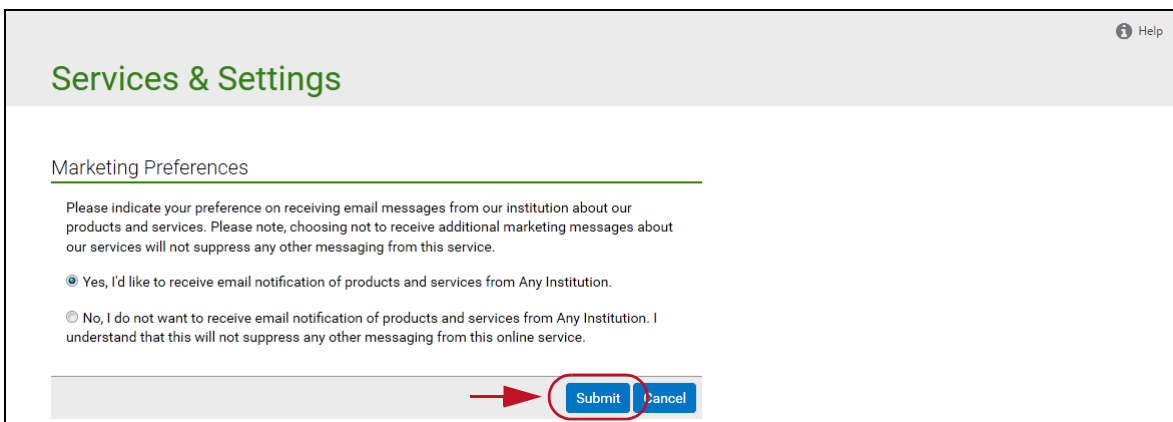 Help
Services & Settings
Marketing Preferences
Please indicate your preference on receiving email messages from our institution about our
products and services. Please note, choosing not to receive additional marketing messages about
our services will not suppress any other messaging from this service.
Yes, I'd like to receive email notification of products and services from Any Institution.
No, I do not want to receive email notification of products and services from Any Institution. I
understand that this will not suppress any other messaging from this online service.
Submit Cancel